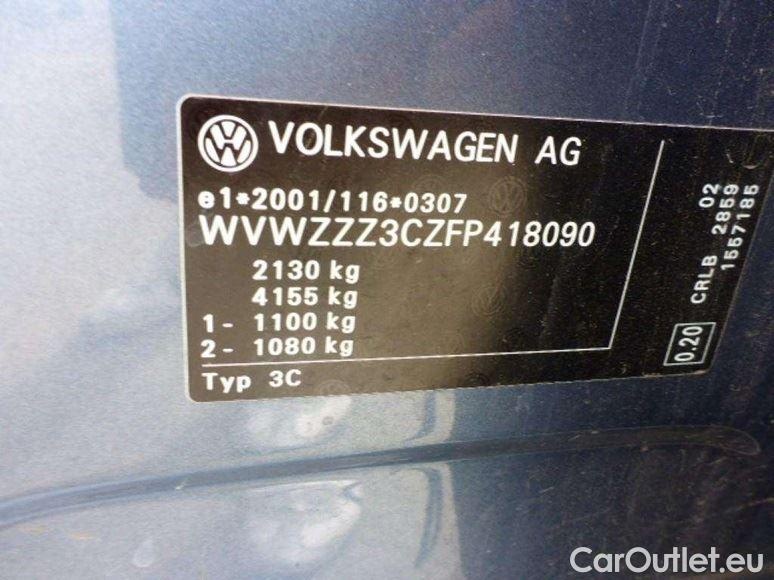 VOLKSWAGEN AG
e1*2001/116*0307
WVWZZZ3CZFP418090
2130 kg
4155 kg
1 - 1100 kg
2 - 1080 kg
Typ 3C
0.20
CRLB 2859 02
1557185
CarOutlet.eu